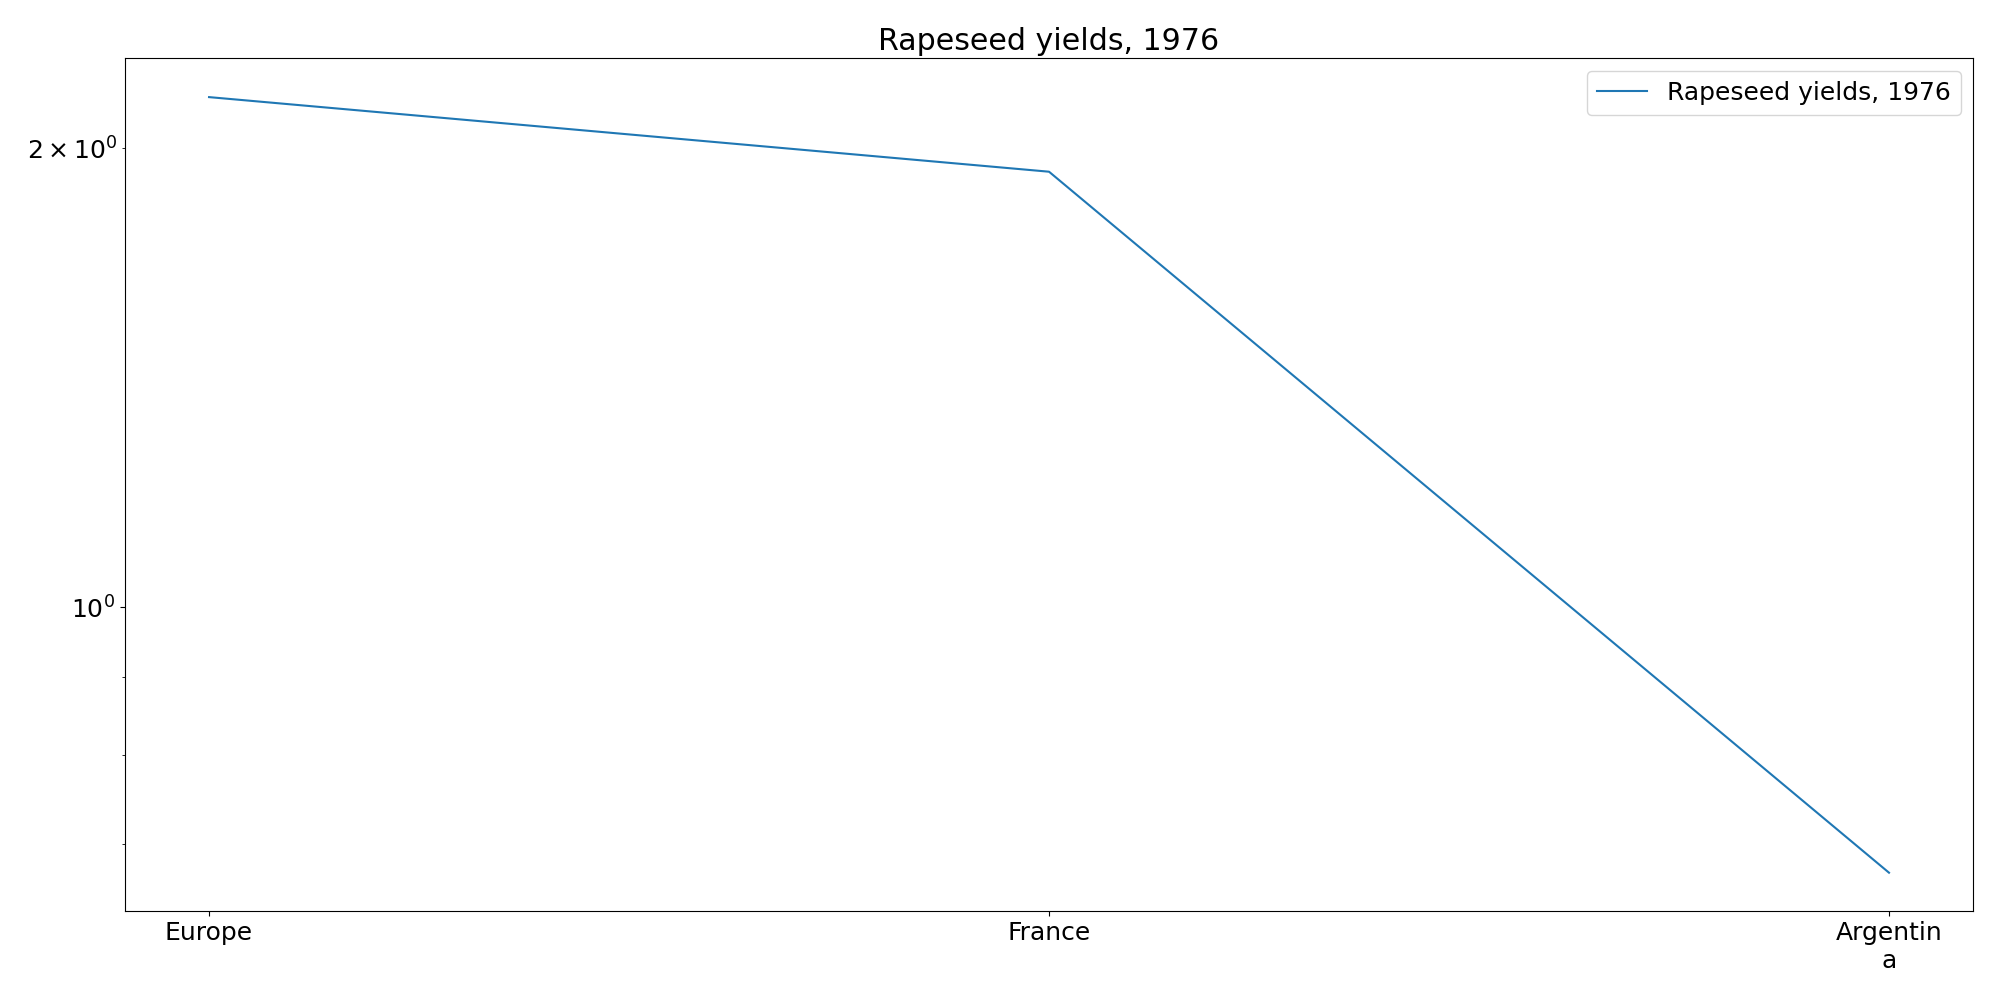 Rapeseed yields, 1976
Rapeseed yields, 1976
2 × 10⁰
10⁰
Europe
France
Argentin
a